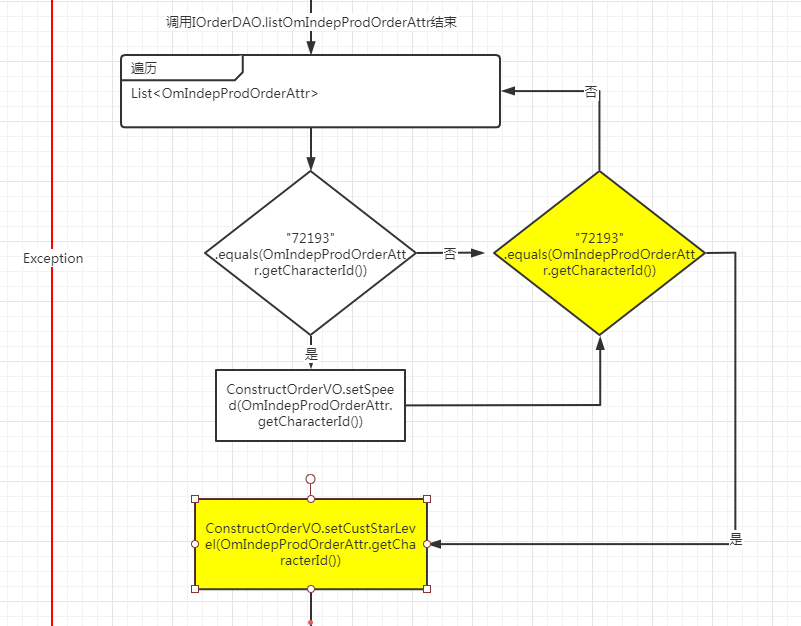 调用IOrderDAO.listOmIndepProdOrderAttr结束
遍历
List<OmIndepProdOrderAttr>
否
"72193"
.equals(OmIndepProdOrderAtt
r.getCharacterId())
否
"72193"
.equals(OmIndepProdOrderAtt
r.getCharacterId())
Exception
是
ConstructOrderVO.setSpee
d(OmIndepProdOrderAttr.
getCharacterId())
ConstructOrderVO.setCustStarLev
el(OmIndepProdOrderAttr.getCha
racterId())
是